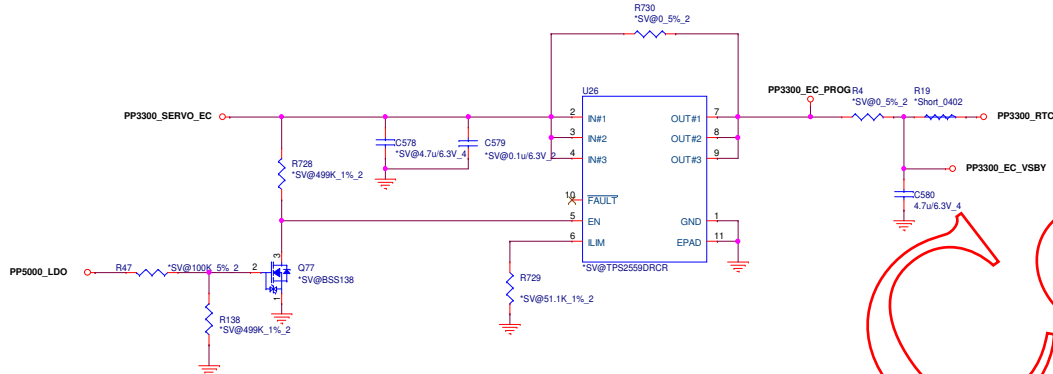 R730
*SV@0_5%_2
U26
PP3300_SERVO_EC
2 IN#1 OUT#1 7
3 IN#2 OUT#2 8
4 IN#3 OUT#3 9
10 FAULT
5 EN GND 1
6 ILIM EPAD 11
*SV@TPS2559DRCR
C578
*SV@4.7u/6.3V_4
C579
*SV@0.1u/6.3V_2
R728
*SV@499K_1%_2
PP3300_EC_PROG
R4
*SV@0_5%_2
R19
*Short_0402
PP3300_RTC
PP3300_EC_VSBY
C580
4.7u/6.3V_4
PP5000_LDO
R47
*SV@100K_5%_2
2
3
1
Q77
*SV@BSS138
R138
*SV@499K_1%_2
R729
*SV@51.1K_1%_2